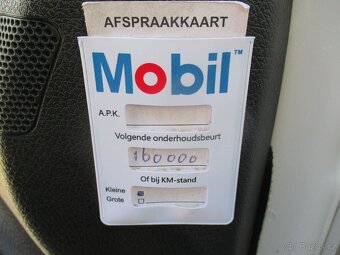 AFSPRAAKKAART
Mobil™
A.P.K.
Volgende onderhoudsbeurt
160000
Of bij KM-stand
Kleine
Grote